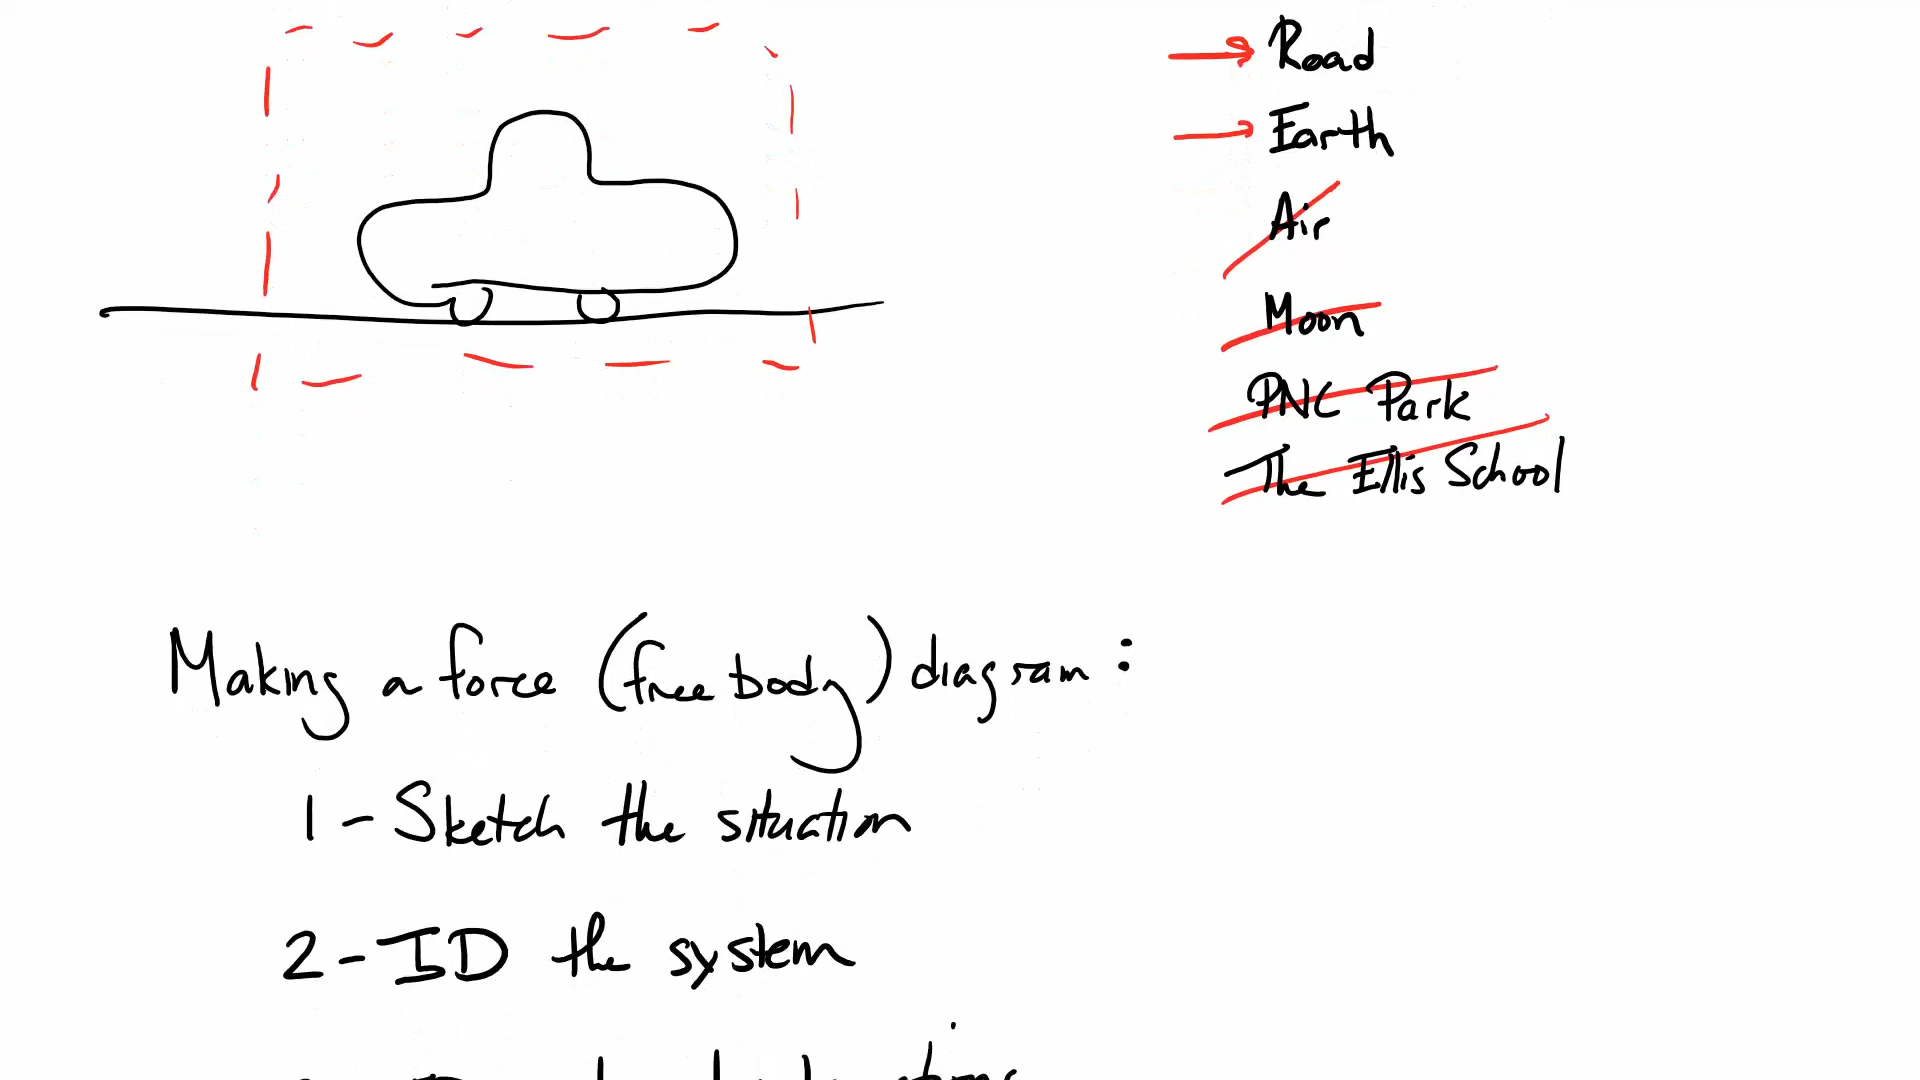 Road
Earth
Air
Moon
PNC Park
The Ellis School
Making a force (free body) diagram:
1 - Sketch the situation
2 - ID the system